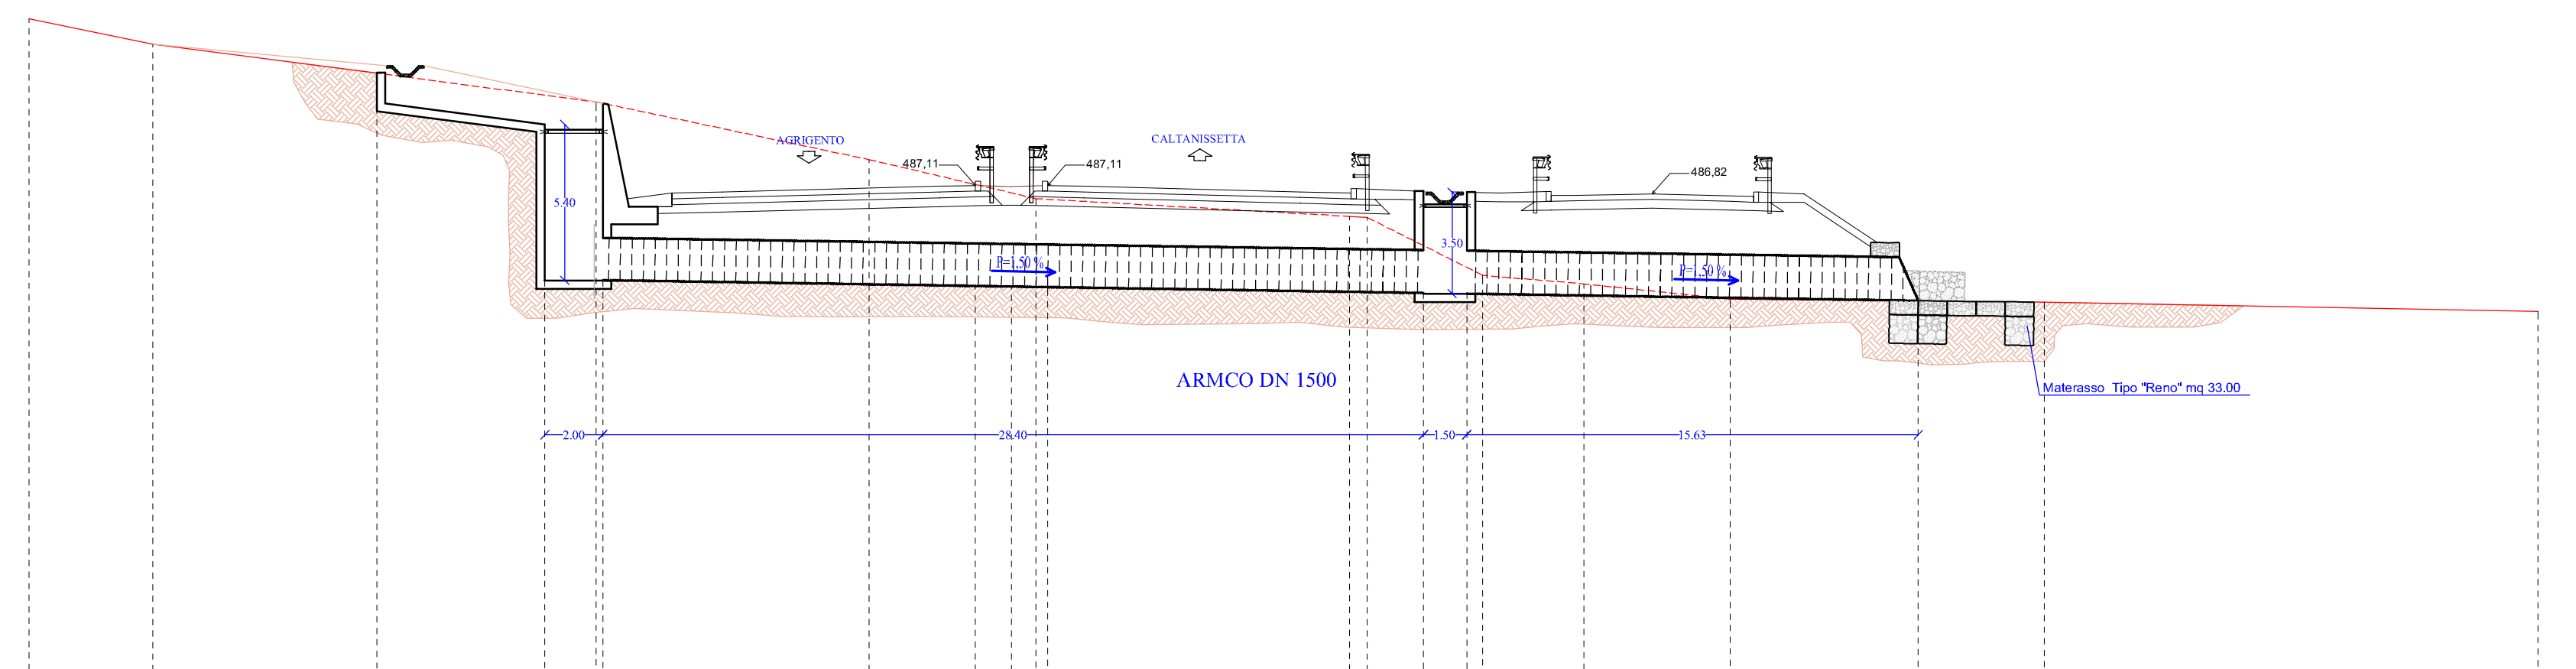 AGRIGENTO
CALTANISSETTA
487,11
487,11
486,82
5.40
3.50
P=1,50 %
P=1,50 %
ARMCO DN 1500
Materasso Tipo "Reno" mq 33.00
2.00
28.40
1.50
15.63